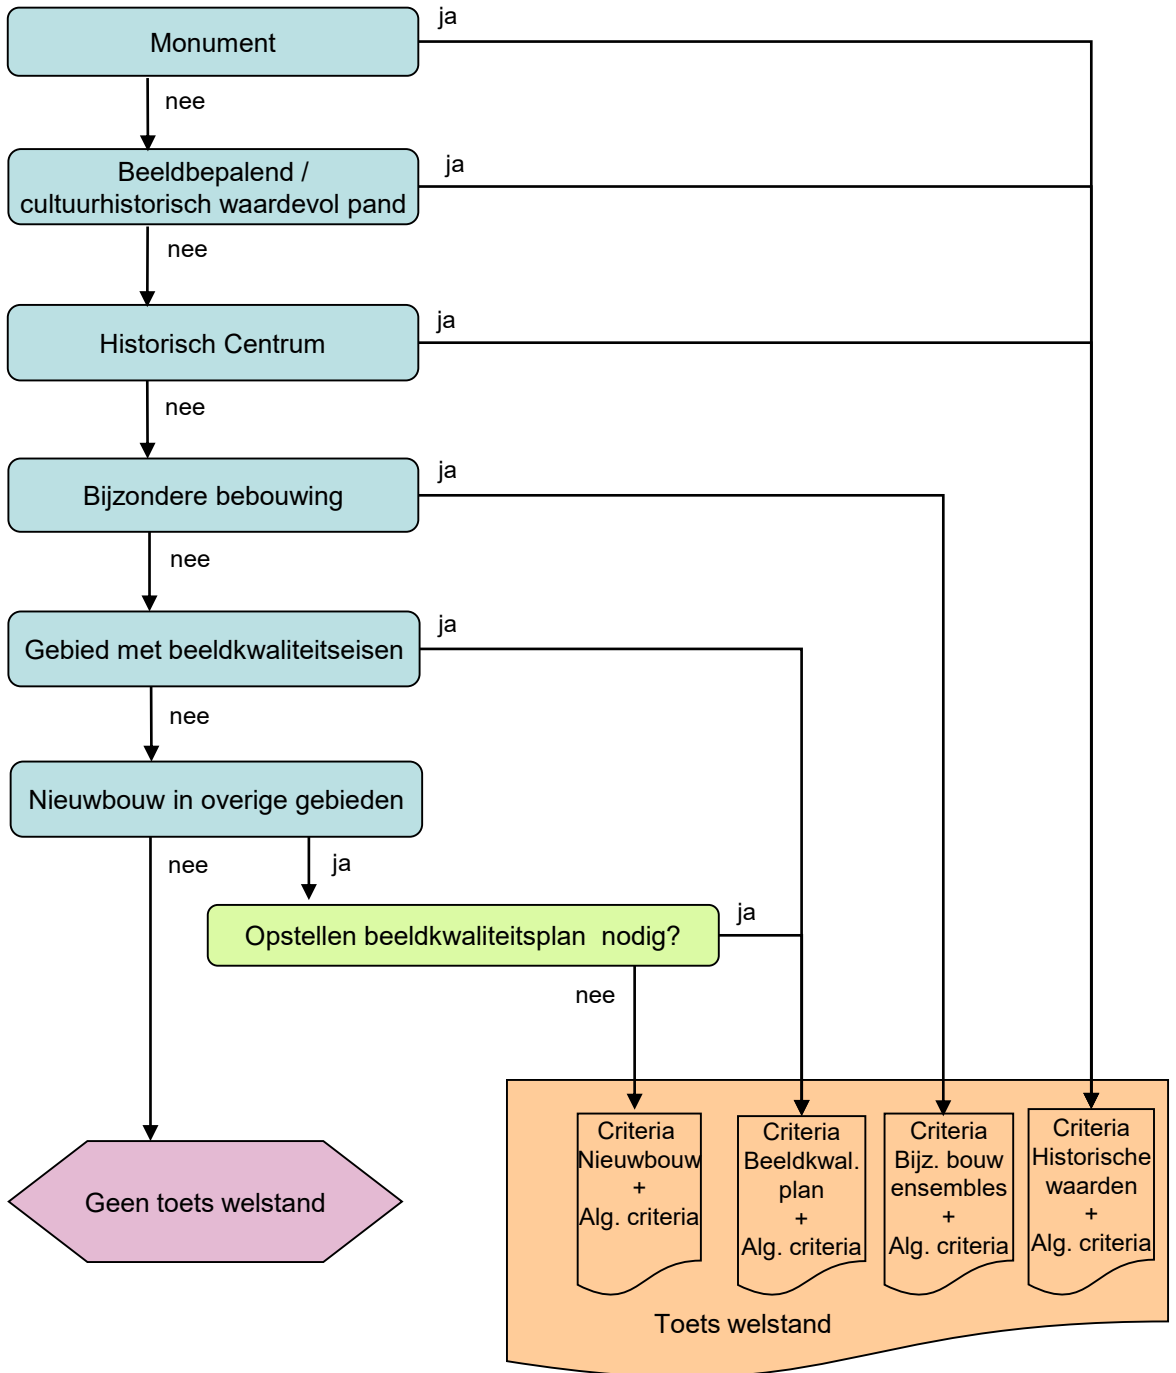 ja
Monument
nee
ja
Beeldbepalend /
cultuurhistorisch waardevol pand
nee
ja
Historisch Centrum
nee
ja
Bijzondere bebouwing
nee
ja
Gebied met beeldkwaliteitseisen
nee
Nieuwbouw in overige gebieden
nee
ja
ja
Opstellen beeldkwaliteitsplan nodig?
nee
Criteria
Nieuwbouw
+
Alg. criteria
Criteria
Beeldkwal.
plan
+
Alg. criteria
Criteria
Bijz. bouw
ensembles
+
Alg. criteria
Criteria
Historische
waarden
+
Alg. criteria
Geen toets welstand
Toets welstand